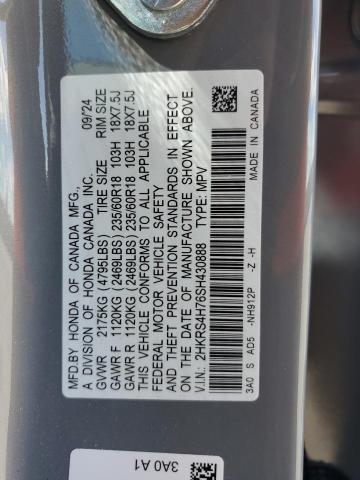 MFD.BY HONDA OF CANADA MFG.,
A DIVISION OF HONDA CANADA INC. 09/24
GVWR 2175KG (4795LBS) TIRE SIZE RIM SIZE
GAWR F 1120KG (2469LBS) 235/60R18 103H 18X7.5J
GAWR R 1120KG (2469LBS) 235/60R18 103H 18X7.5J
THIS VEHICLE CONFORMS TO ALL APPLICABLE
FEDERAL MOTOR VEHICLE SAFETY
AND THEFT PREVENTION STANDARDS IN EFFECT
ON THE DATE OF MANUFACTURE SHOWN ABOVE.
V.I.N.: 2HKRS4H76SH430888 TYPE: MPV
3A0 S AD5 -NH912P -Z -H MADE IN CANADA
3A0 A1